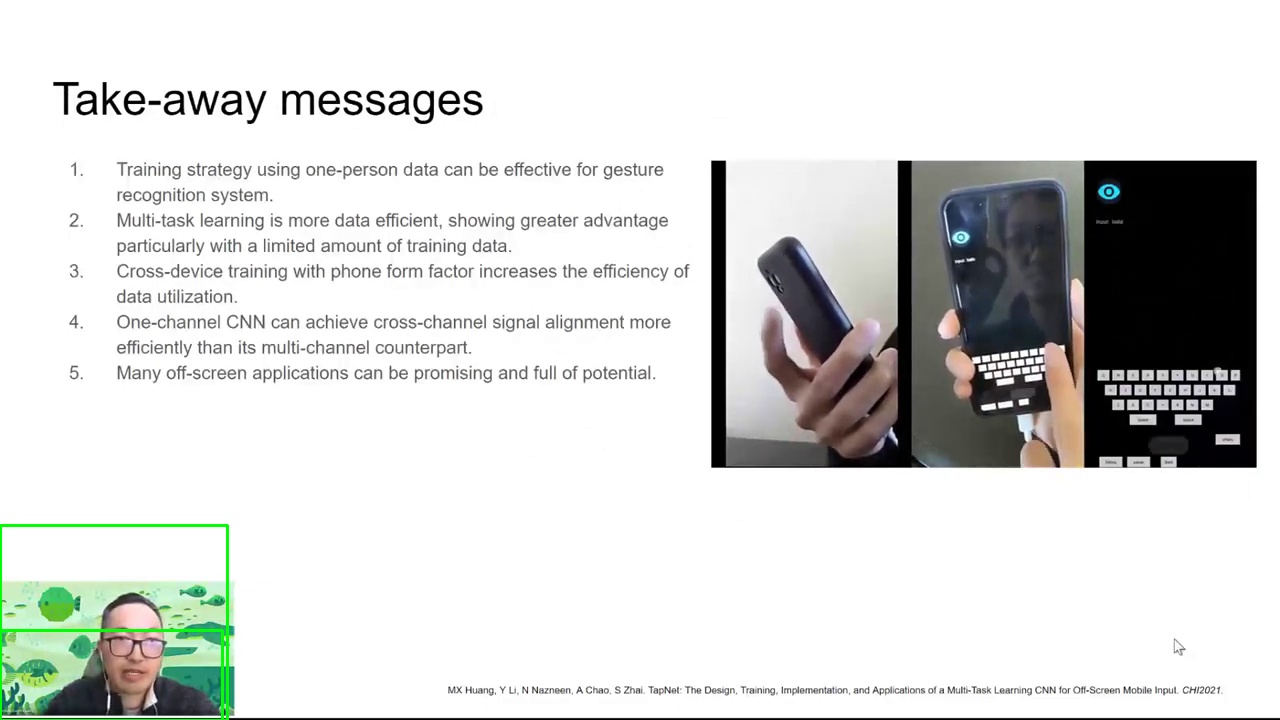 Take-away messages
1. Training strategy using one-person data can be effective for gesture
recognition system.
2. Multi-task learning is more data efficient, showing greater advantage
particularly with a limited amount of training data.
3. Cross-device training with phone form factor increases the efficiency of
data utilization.
4. One-channel CNN can achieve cross-channel signal alignment more
efficiently than its multi-channel counterpart.
5. Many off-screen applications can be promising and full of potential.
MX Huang, Y Li, N Nazneen, A Chao, S Zhai. TapNet: The Design, Training, Implementation, and Applications of a Multi-Task Learning CNN for Off-Screen Mobile Input. CHI2021.